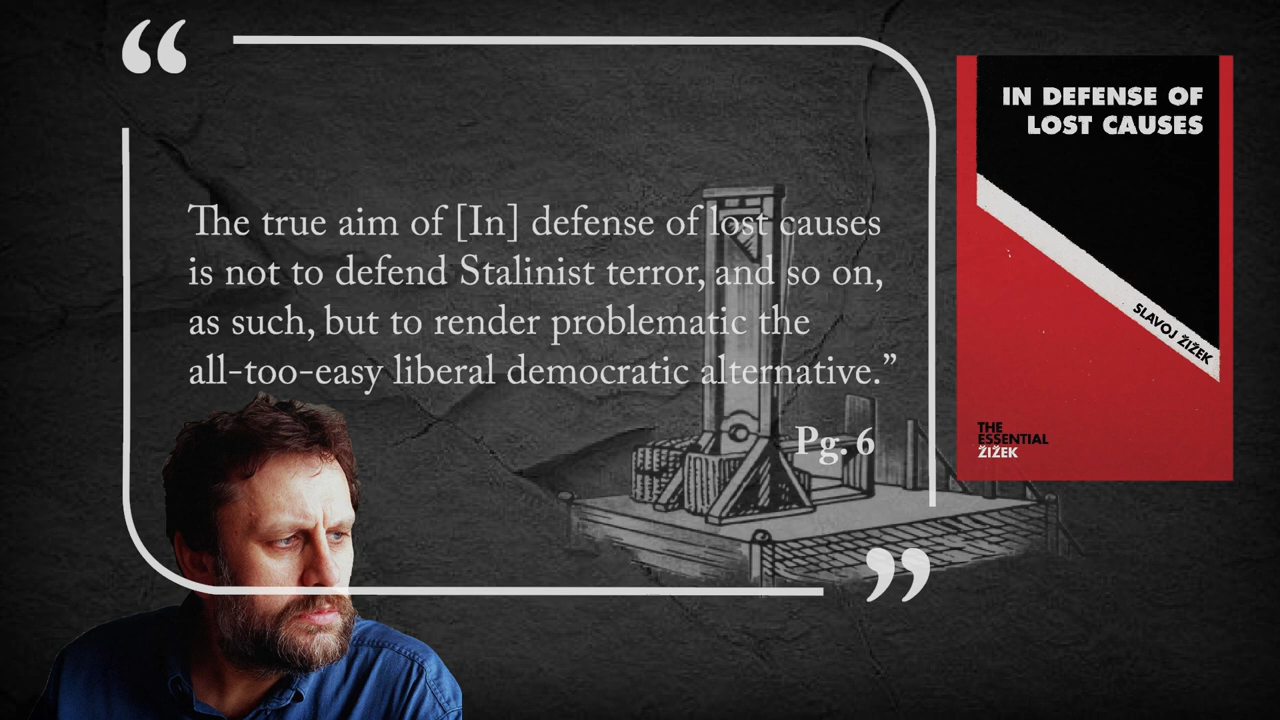 “
The true aim of [In] defense of lost causes
is not to defend Stalinist terror, and so on,
as such, but to render problematic the
all-too-easy liberal democratic alternative.”
Pg. 6
”
IN DEFENSE OF
LOST CAUSES
SLAVOJ ŽIŽEK
THE
ESSENTIAL
ŽIŽEK